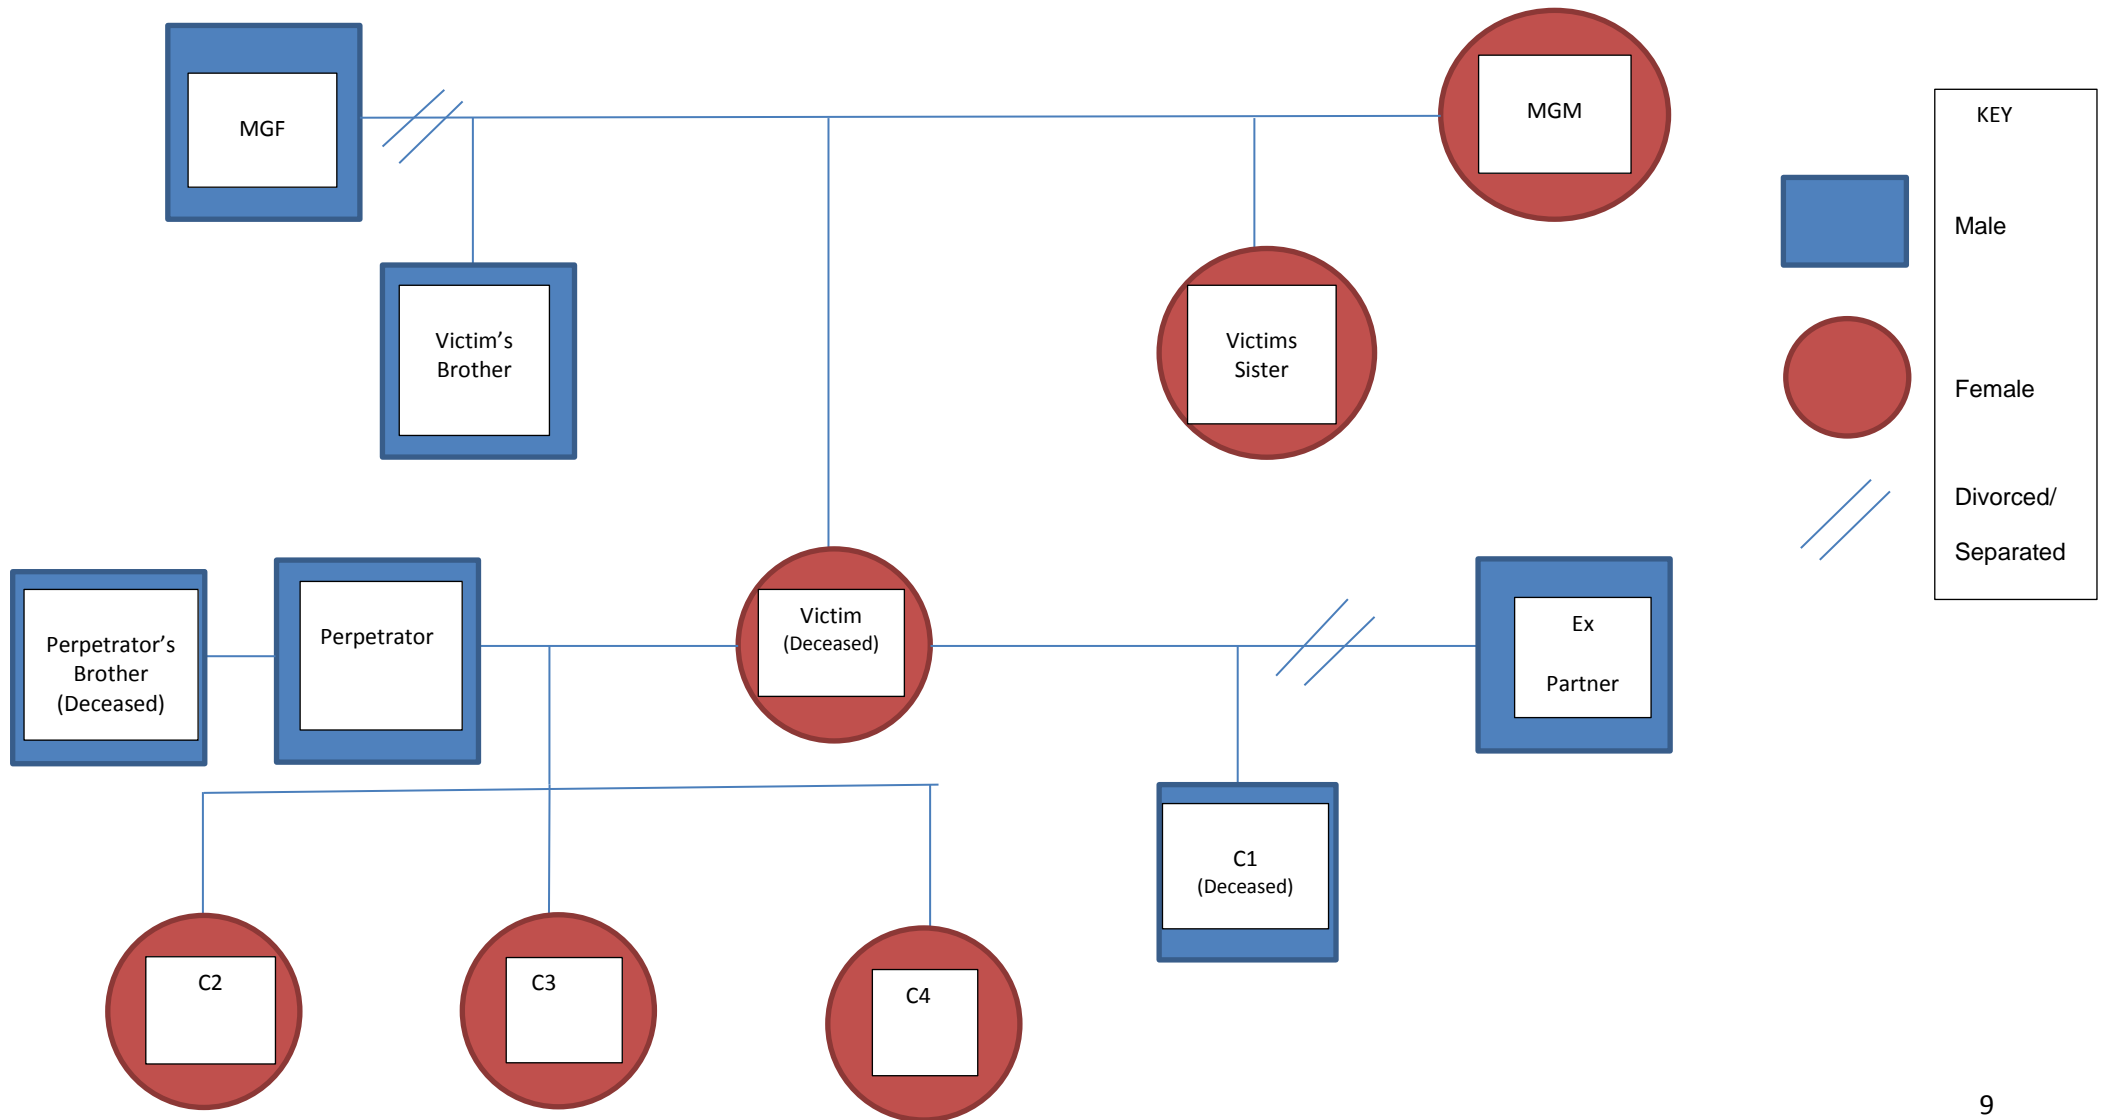 MGF
MGM
KEY
Male
Victim’s
Brother
Victims
Sister
Female
Divorced/
Separated
Perpetrator’s
Brother
(Deceased)
Perpetrator
Victim
(Deceased)
Ex
Partner
C1
(Deceased)
C2
C3
C4
9